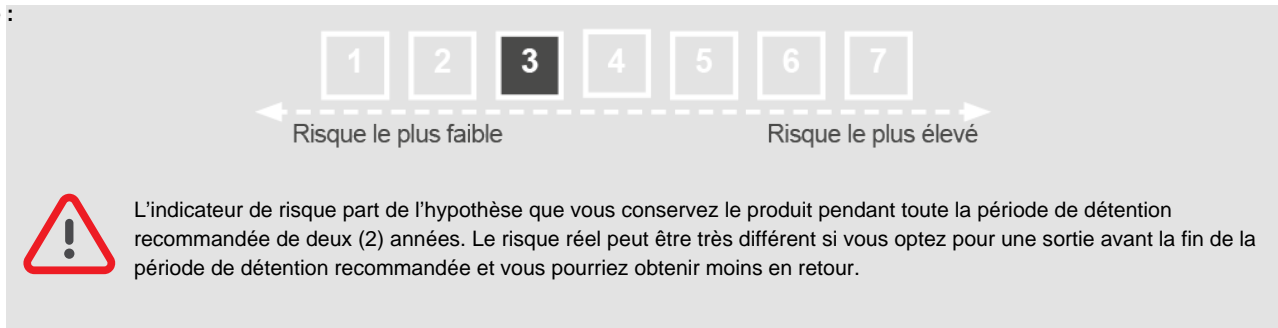 :
1 2 3 4 5 6 7
Risque le plus faible Risque le plus élevé
L'indicateur de risque part de l'hypothèse que vous conservez le produit pendant toute la période de détention
recommandée de deux (2) années. Le risque réel peut être très différent si vous optez pour une sortie avant la fin de la
période de détention recommandée et vous pourriez obtenir moins en retour.